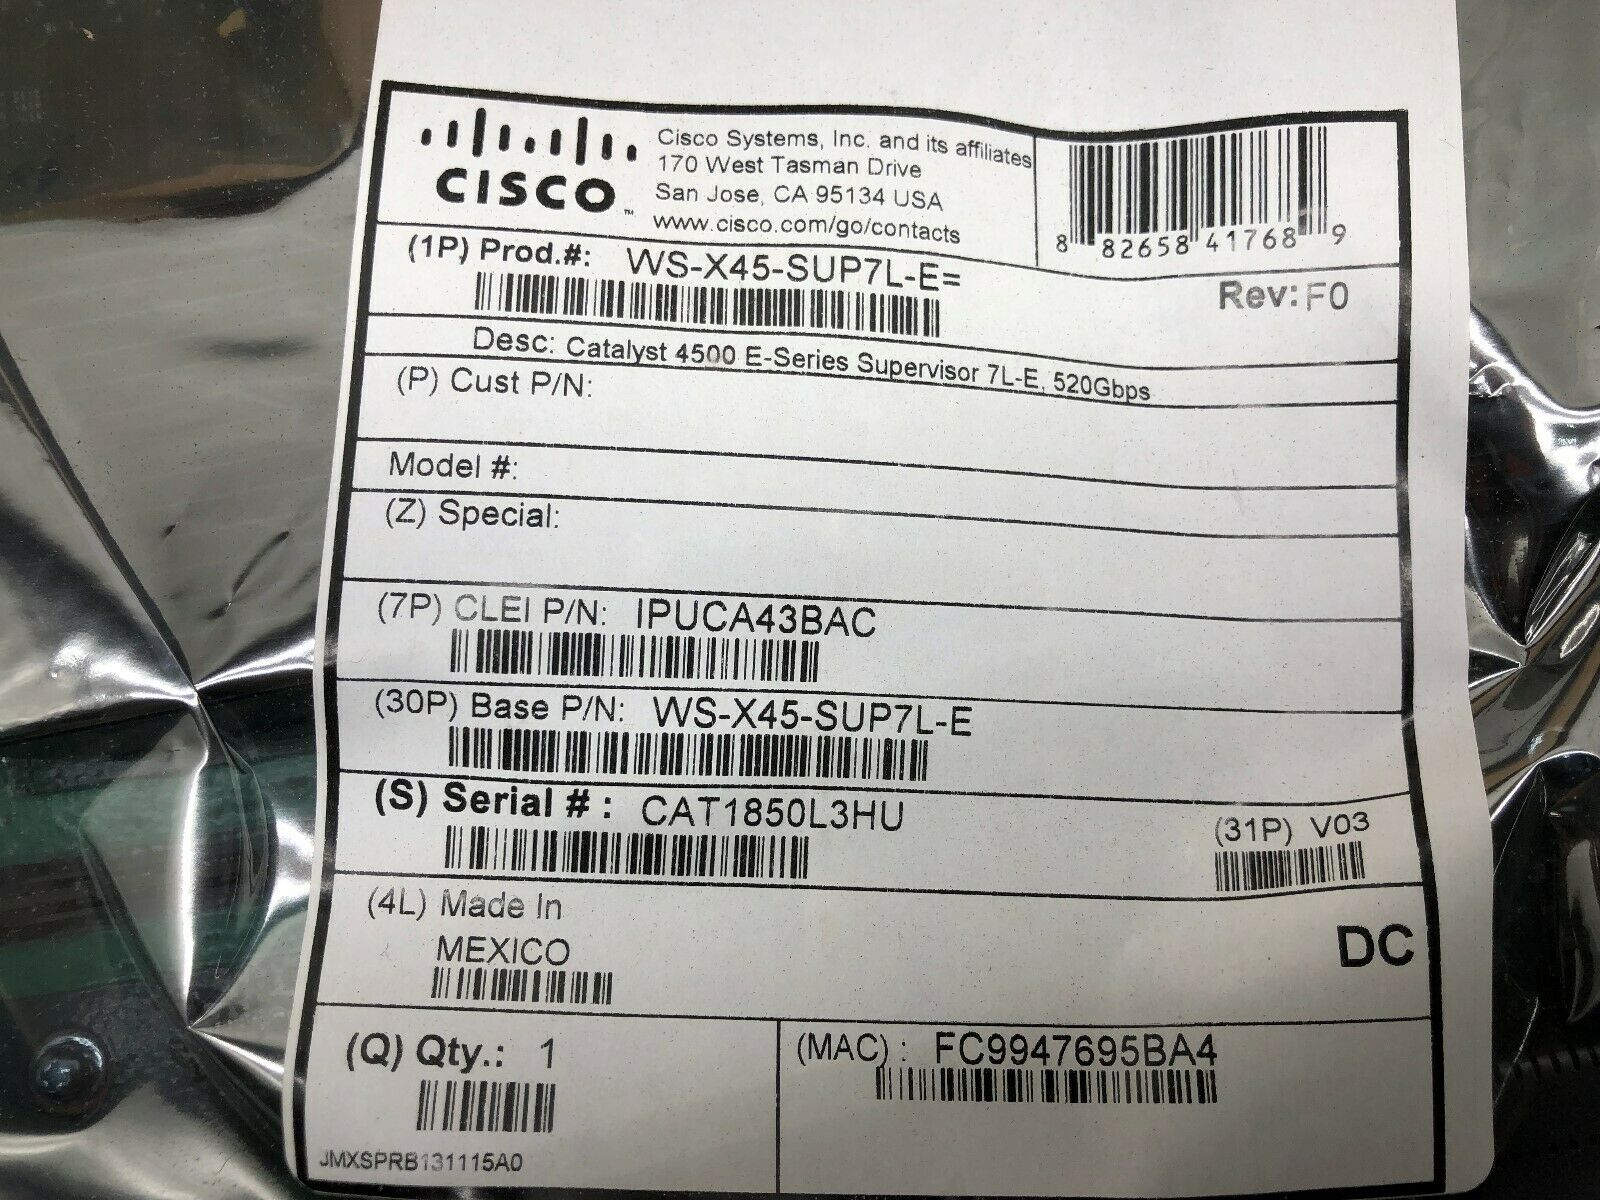 CISCO ™
Cisco Systems, Inc. and its affiliates
170 West Tasman Drive
San Jose, CA 95134 USA
www.cisco.com/go/contacts
8 82658 41768 9
(1P) Prod.#: WS-X45-SUP7L-E=
Rev: F0
Desc: Catalyst 4500 E-Series Supervisor 7L-E, 520Gbps
(P) Cust P/N:
Model #:
(Z) Special:
(7P) CLEI P/N: IPUCA43BAC
(30P) Base P/N: WS-X45-SUP7L-E
(S) Serial # : CAT1850L3HU
(31P) V03
(4L) Made In
MEXICO
DC
(Q) Qty.: 1
(MAC) : FC9947695BA4
JMXSPRB131115A0